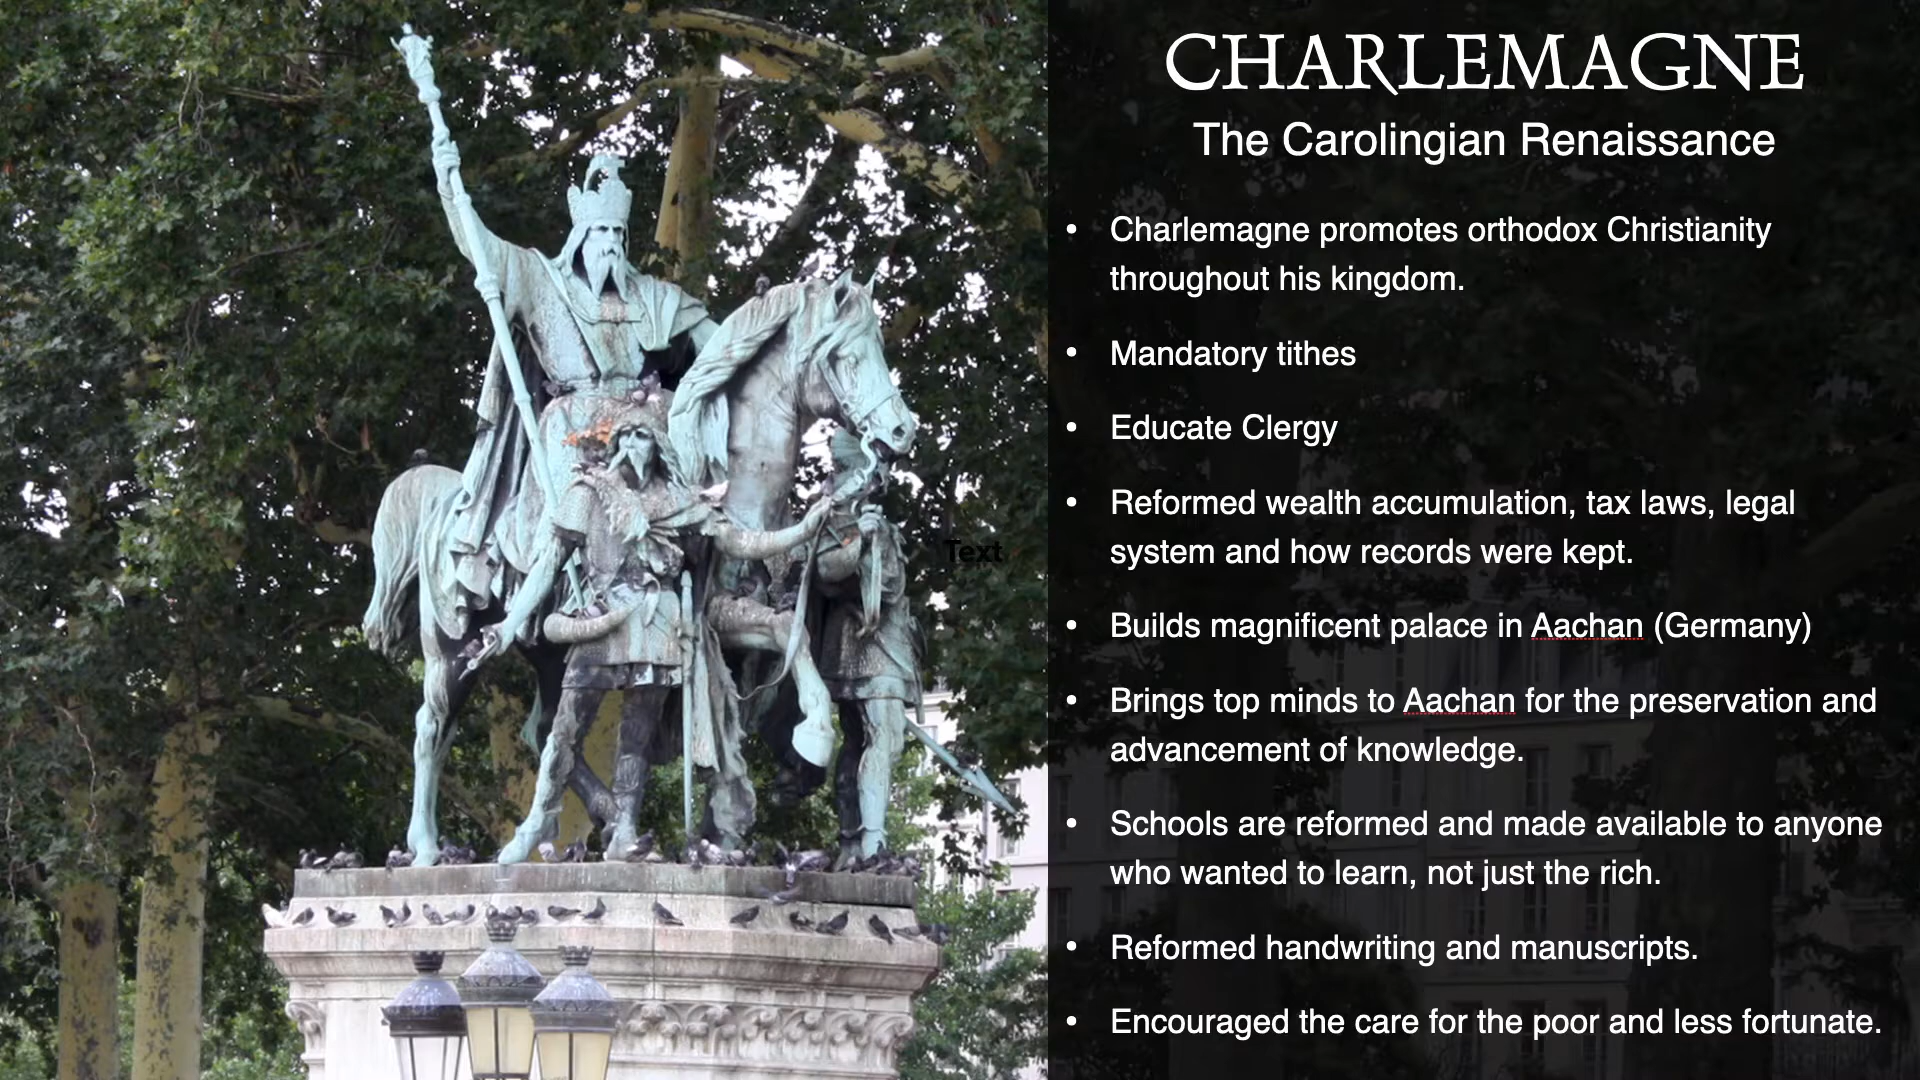 CHARLEMAGNE
The Carolingian Renaissance
• Charlemagne promotes orthodox Christianity
throughout his kingdom.
• Mandatory tithes
• Educate Clergy
• Reformed wealth accumulation, tax laws, legal
system and how records were kept.
• Builds magnificent palace in Aachan (Germany)
• Brings top minds to Aachan for the preservation and
advancement of knowledge.
• Schools are reformed and made available to anyone
who wanted to learn, not just the rich.
• Reformed handwriting and manuscripts.
• Encouraged the care for the poor and less fortunate.
Text